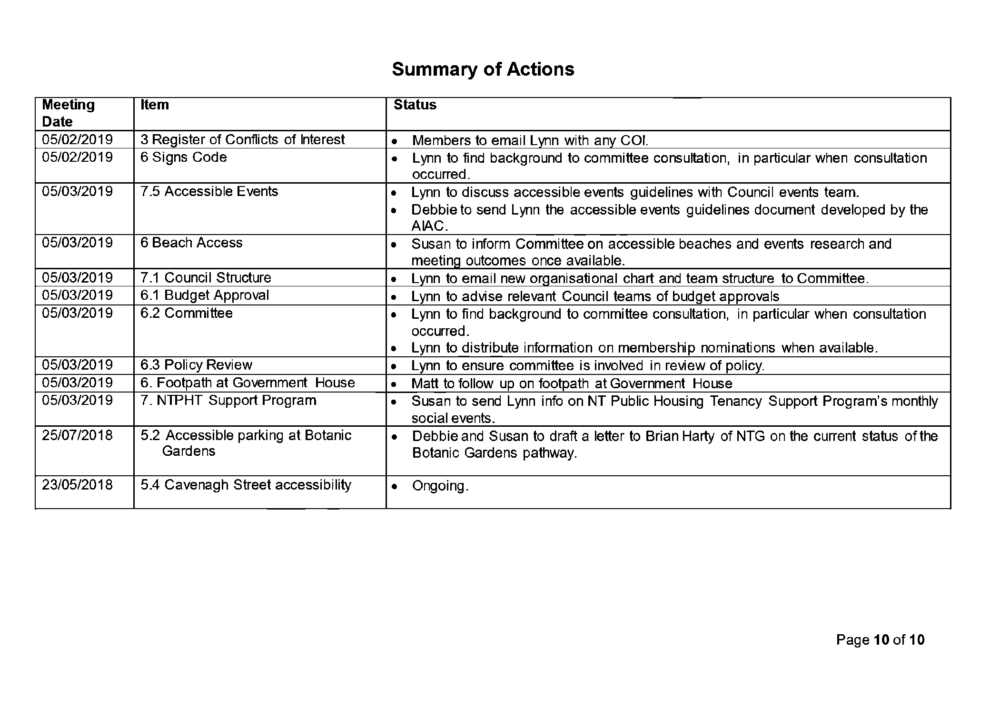 Summary of Actions
Meeting Date Item Status
05/02/2019 3 Register of Conflicts of Interest • Members to email Lynn with any COI.
05/02/2019 6 Signs Code • Lynn to find background to committee consultation, in particular when consultation
occurred.
05/03/2019 7.5 Accessible Events • Lynn to discuss accessible events guidelines with Council events team.
• Debbie to send Lynn the accessible events guidelines document developed by the
AIAC.
05/03/2019 6 Beach Access • Susan to inform Committee on accessible beaches and events research and
meeting outcomes once available.
05/03/2019 7.1 Council Structure • Lynn to email new organisational chart and team structure to Committee.
05/03/2019 6.1 Budget Approval • Lynn to advise relevant Council teams of budget approvals
05/03/2019 6.2 Committee • Lynn to find background to committee consultation, in particular when consultation
occurred.
• Lynn to distribute information on membership nominations when available.
05/03/2019 6.3 Policy Review • Lynn to ensure committee is involved in review of policy.
05/03/2019 6. Footpath at Government House • Matt to follow up on footpath at Government House
05/03/2019 7. NTPHT Support Program • Susan to send Lynn info on NT Public Housing Tenancy Support Program's monthly
social events.
25/07/2018 5.2 Accessible parking at Botanic Gardens • Debbie and Susan to draft a letter to Brian Harty of NTG on the current status of the
Botanic Gardens pathway.
23/05/2018 5.4 Cavenagh Street accessibility • Ongoing.
Page 10 of 10